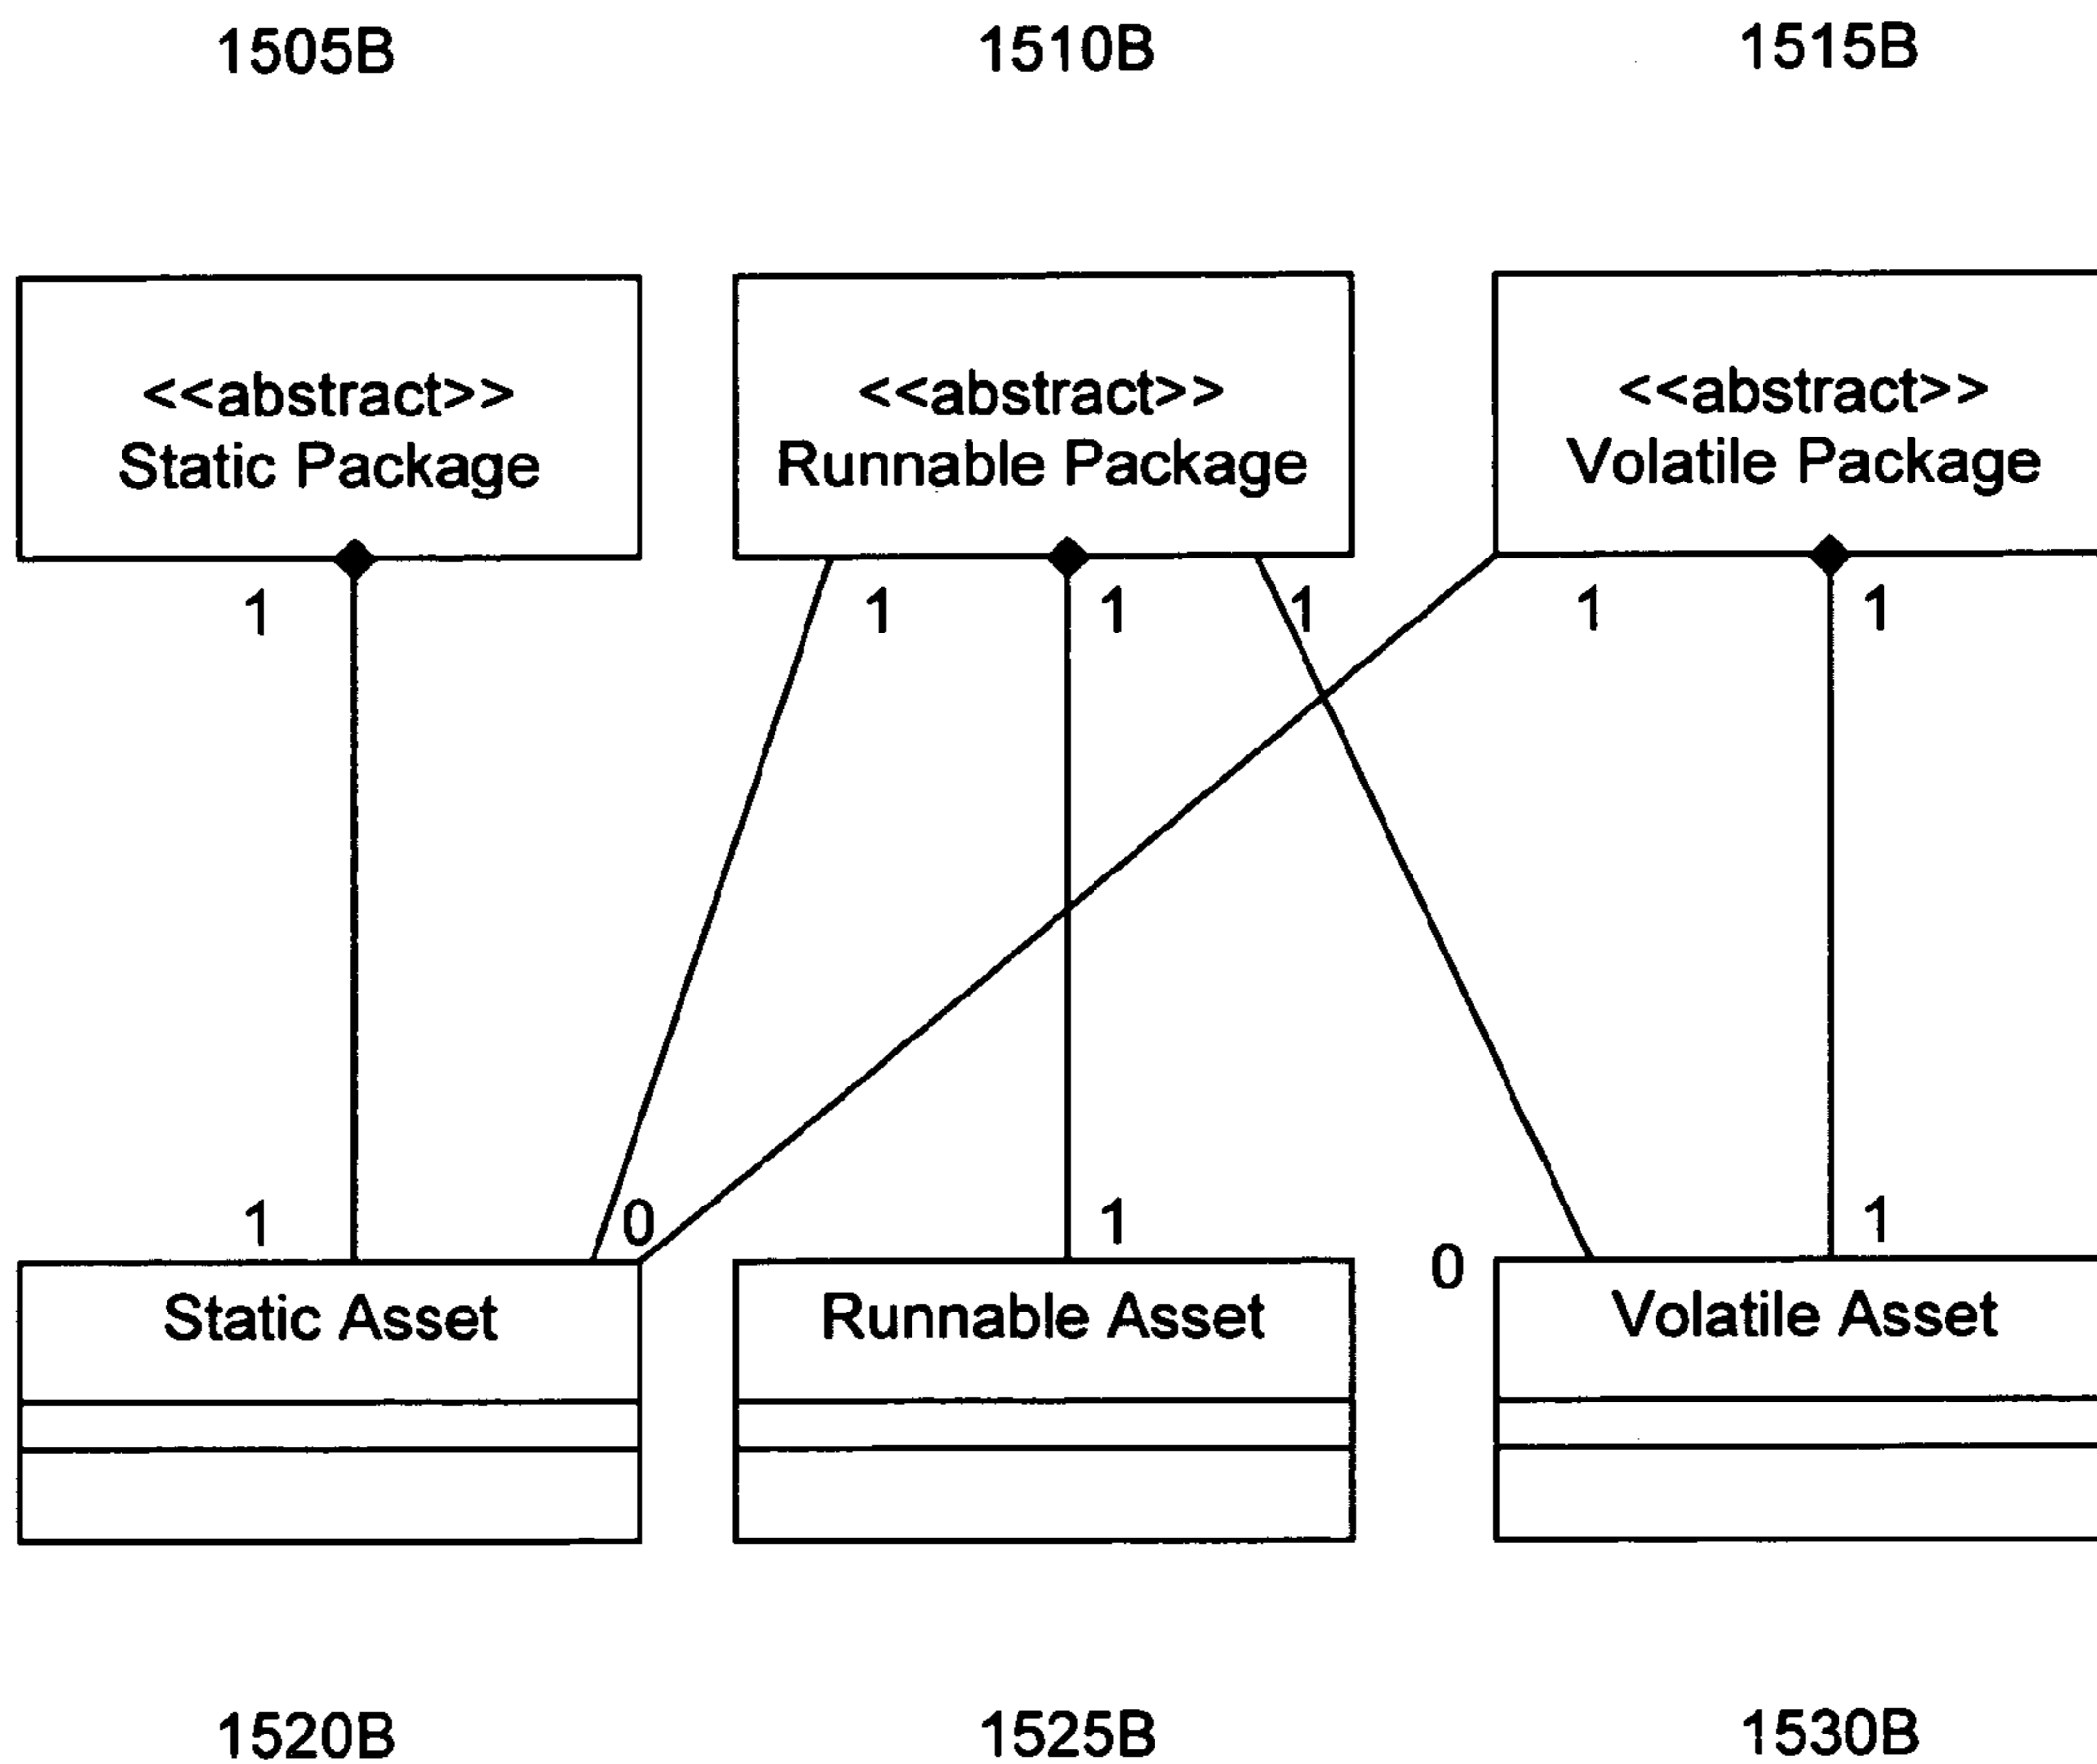 1505B
1510B
1515B
<<abstract>>
Static Package
<<abstract>>
Runnable Package
<<abstract>>
Volatile Package
1
1
1
1
1
1
1
0
1
0
1
Static Asset
Runnable Asset
Volatile Asset
1520B
1525B
1530B